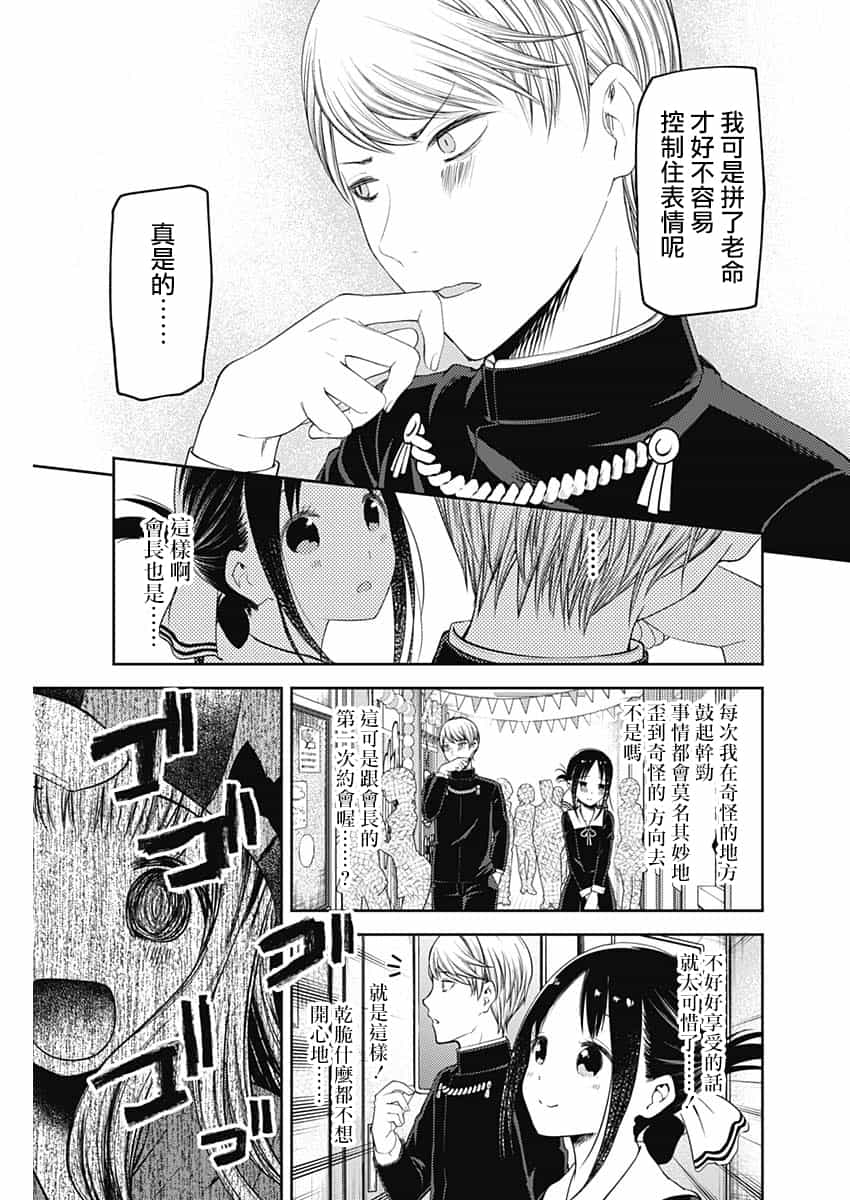 我可是拼了老命
才好不容易
控制住表情呢
真是的……
……
這樣啊
會長也是……
每次我在奇怪的地方
鼓起幹勁
事情都會莫名其妙地
歪到奇怪的方向去
不是嗎
這可是跟會長的
第二次約會喔……？
不好好享受的話
就太可惜了……！
就是這樣！
乾脆什麼都不想
開心地……
ゴゴゴゴ